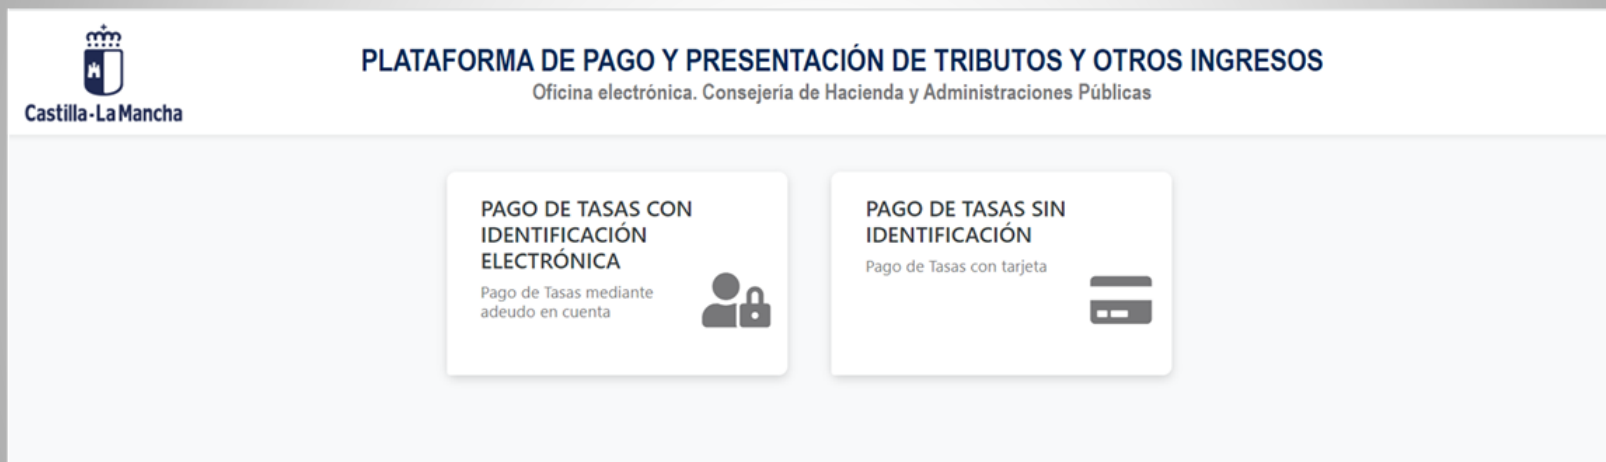 Castilla-La Mancha
PLATAFORMA DE PAGO Y PRESENTACIÓN DE TRIBUTOS Y OTROS INGRESOS
Oficina electrónica. Consejería de Hacienda y Administraciones Públicas
PAGO DE TASAS CON
IDENTIFICACIÓN
ELECTRÓNICA
Pago de Tasas mediante
adeudo en cuenta
PAGO DE TASAS SIN
IDENTIFICACIÓN
Pago de Tasas con tarjeta